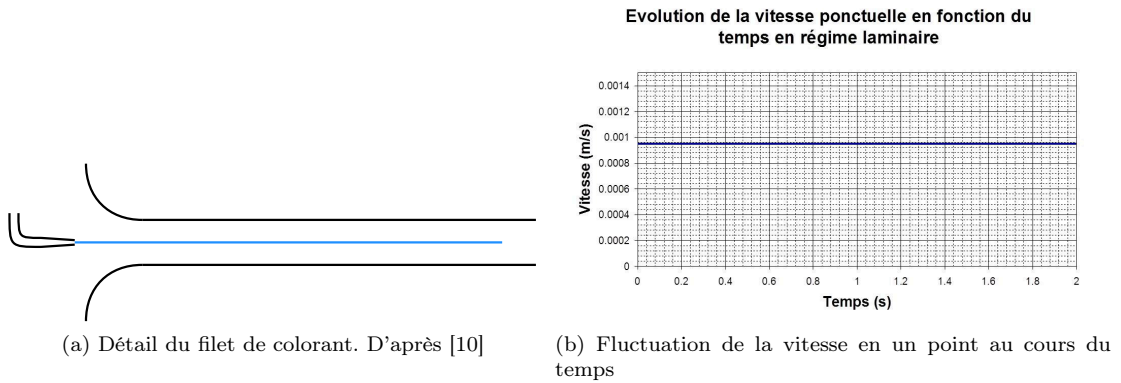 Evolution de la vitesse ponctuelle en fonction du
temps en régime laminaire
Vitesse (m/s)
0.0014
0.0012
0.001
0.0008
0.0006
0.0004
0.0002
0
0 0.2 0.4 0.6 0.8 1 1.2 1.4 1.6 1.8 2
Temps (s)
(a) Détail du filet de colorant. D'après [10]
(b) Fluctuation de la vitesse en un point au cours du
temps